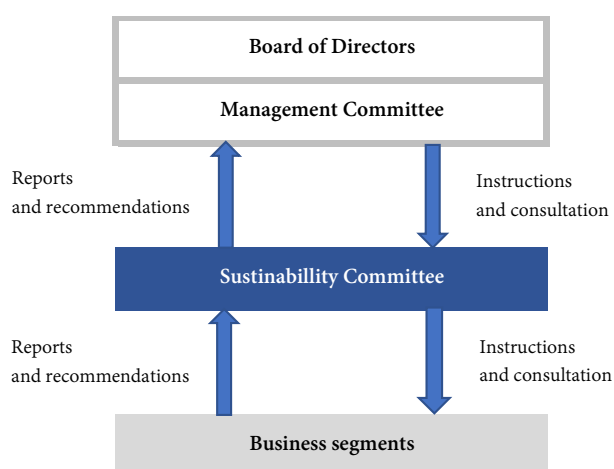 Board of Directors
Management Committee
Reports
and recommendations
Instructions
and consultation
Sustinabillity Committee
Reports
and recommendations
Instructions
and consultation
Business segments